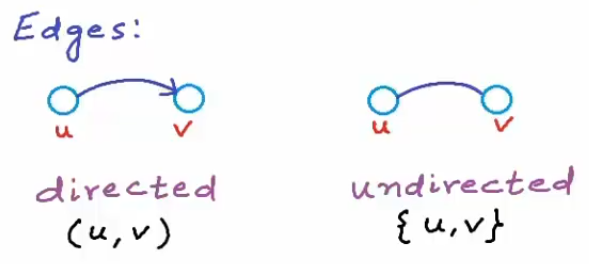 Edges:
u v u v
directed undirected
(u, v) {u, v}